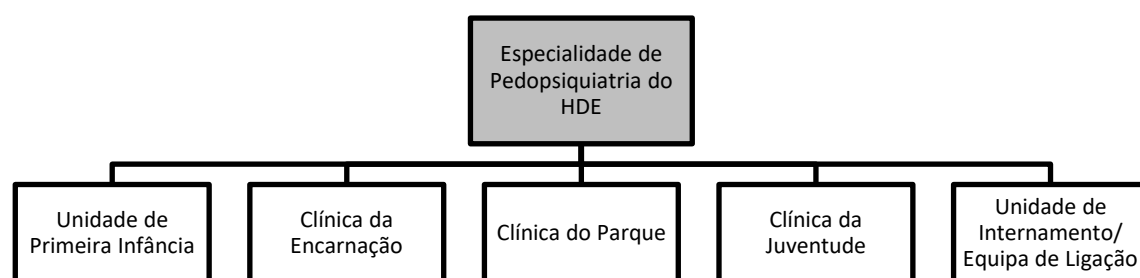 Especialidade de
Pedopsiquiatria do
HDE
Unidade de
Primeira Infância
Clínica da
Encarnação
Clínica do Parque
Clínica da
Juventude
Unidade de
Internamento/
Equipa de Ligação